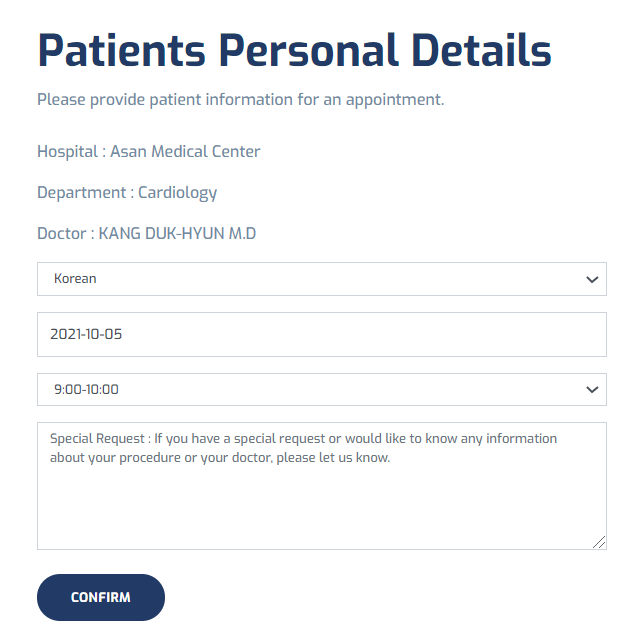 Patients Personal Details
Please provide patient information for an appointment.
Hospital : Asan Medical Center
Department : Cardiology
Doctor : KANG DUK-HYUN M.D
Korean
2021-10-05
9:00-10:00
Special Request : If you have a special request or would like to know any information
about your procedure or your doctor, please let us know.
CONFIRM